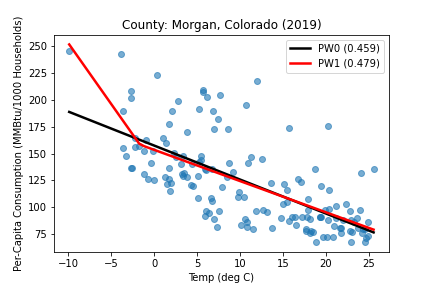 County: Morgan, Colorado (2019)
PW0 (0.459)
PW1 (0.479)
Per-Capita Consumption (MMBtu/1000 Households)
250
225
200
175
150
125
100
75
−10 −5 0 5 10 15 20 25
Temp (deg C)